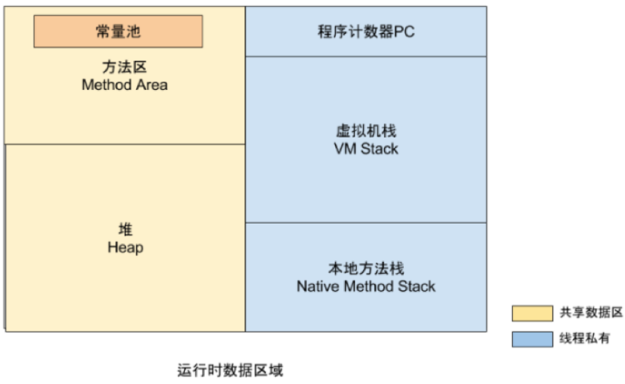 常量池
方法区
Method Area
堆
Heap
程序计数器PC
虚拟机栈
VM Stack
本地方法栈
Native Method Stack
共享数据区
线程私有
运行时数据区域